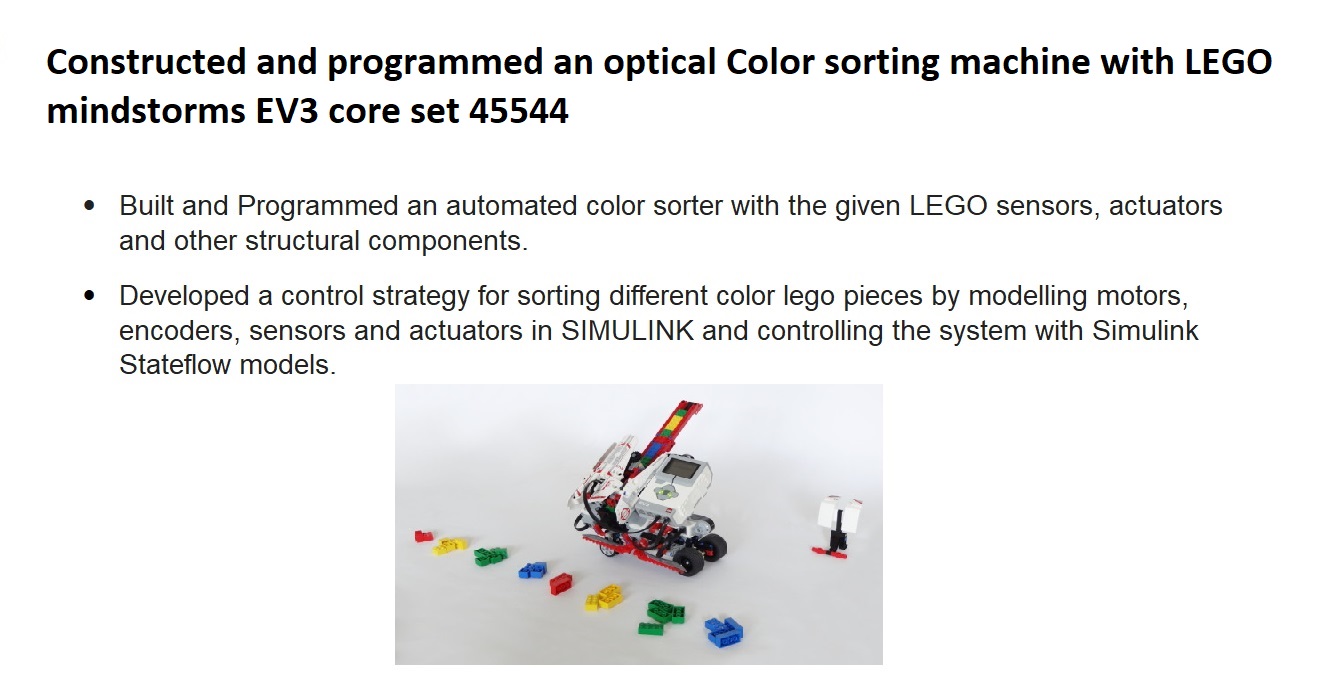 Constructed and programmed an optical Color sorting machine with LEGO
mindstorms EV3 core set 45544
• Built and Programmed an automated color sorter with the given LEGO sensors, actuators
and other structural components.
• Developed a control strategy for sorting different color lego pieces by modelling motors,
encoders, sensors and actuators in SIMULINK and controlling the system with Simulink
Stateflow models.